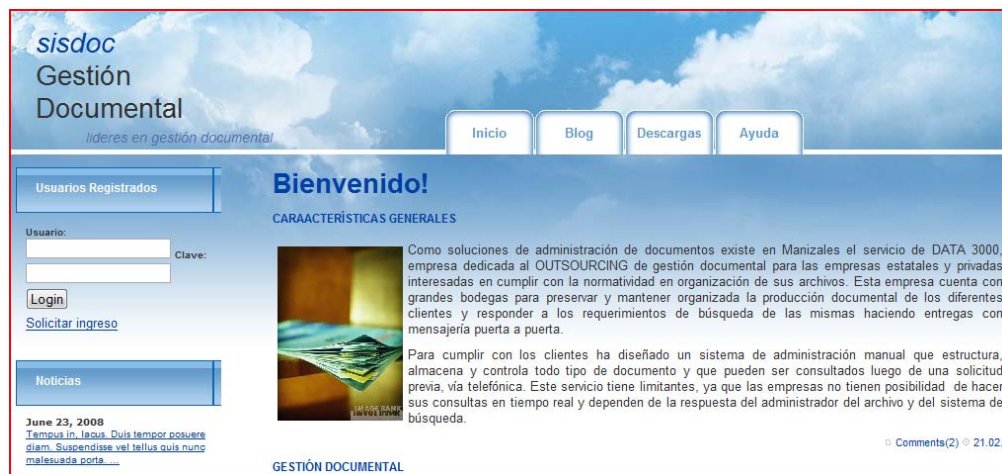 sisdoc
Gestión
Documental
lideres en gestión documental
Inicio
Blog
Descargas
Ayuda
Usuarios Registrados
Usuario:
Clave:
Login
Solicitar ingreso
Noticias
June 23, 2008
Tempus in, lacus. Duis tempor posuere
diam. Suspendisse vel tellus quis nunc
malesuada porta. ...
Bienvenido!
CARAACTERÍSTICAS GENERALES
Como soluciones de administración de documentos existe en Manizales el servicio de DATA 3000,
empresa dedicada al OUTSOURCING de gestión documental para las empresas estatales y privadas
interesadas en cumplir con la normatividad en organización de sus archivos. Esta empresa cuenta con
grandes bodegas para preservar y mantener organizada la producción documental de los diferentes
clientes y responder a los requerimientos de búsqueda de las mismas haciendo entregas con
mensajería puerta a puerta.
Para cumplir con los clientes ha diseñado un sistema de administración manual que estructura,
almacena y controla todo tipo de documento y que pueden ser consultados luego de una solicitud
previa, vía telefónica. Este servicio tiene limitantes, ya que las empresas no tienen posibilidad de hacer
sus consultas en tiempo real y dependen de la respuesta del administrador del archivo y del sistema de
búsqueda.
Comments(2) 21.02.
GESTIÓN DOCUMENTAL